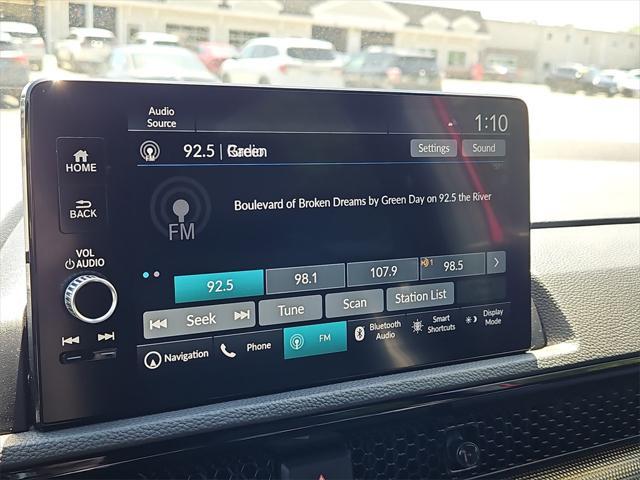 Audio
Source
1:10
HOME
92.5 |
Settings
Sound
BACK
Boulevard of Broken Dreams by Green Day on 92.5 the River
FM
VOL
AUDIO
92.5
98.1
107.9
1
98.5
Seek
Tune
Scan
Station List
Navigation
Phone
FM
Bluetooth
Audio
Smart
Shortcuts
Display
Mode